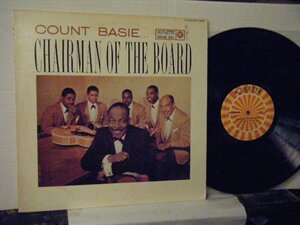 COUNT BASIE...
CHAIRMAN OF THE BOARD